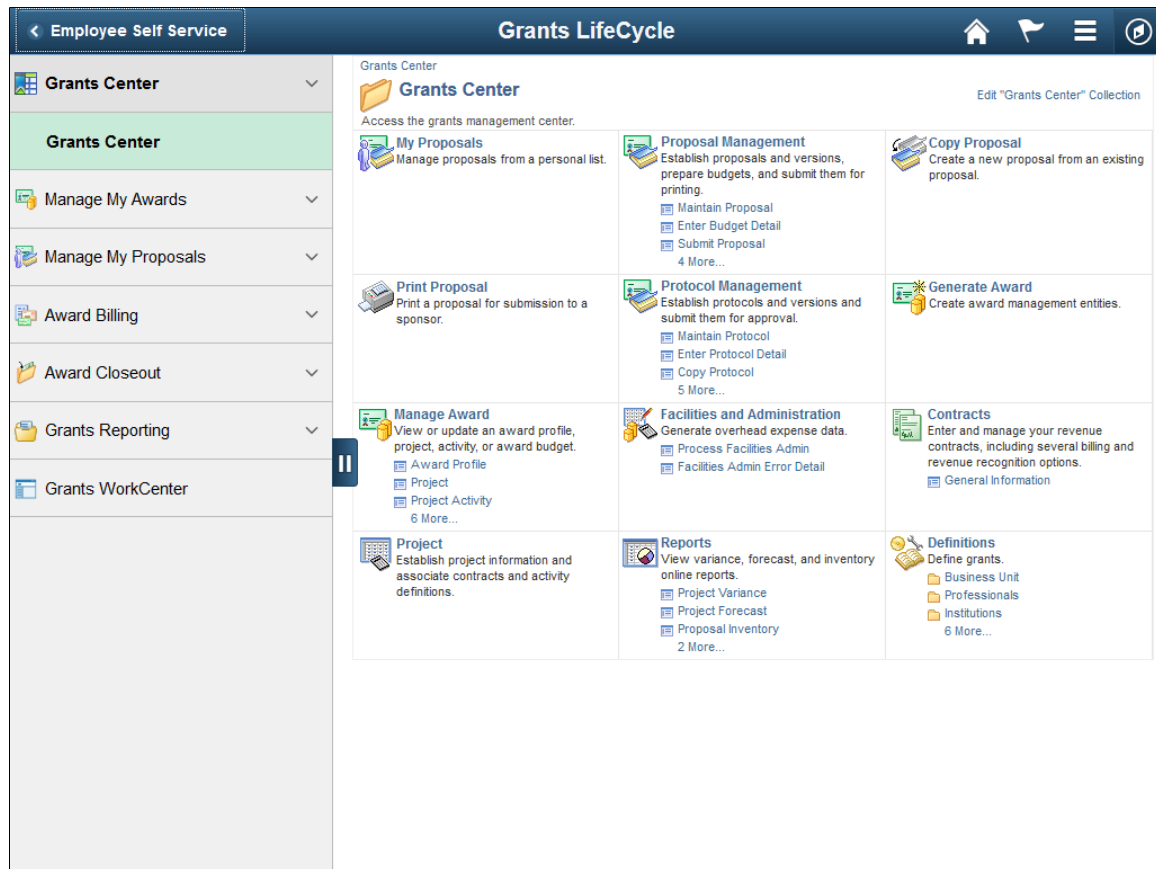 Employee Self Service
Grants LifeCycle
Grants Center
Grants Center
Manage My Awards
Manage My Proposals
Award Billing
Award Closeout
Grants Reporting
Grants WorkCenter
Grants Center
Grants Center
Edit "Grants Center" Collection
Access the grants management center.
My Proposals
Manage proposals from a personal list.
Proposal Management
Establish proposals and versions,
prepare budgets, and submit them for
printing.
Maintain Proposal
Enter Budget Detail
Submit Proposal
4 More...
Copy Proposal
Create a new proposal from an existing
proposal.
Print Proposal
Print a proposal for submission to a
sponsor.
Protocol Management
Establish protocols and versions and
submit them for approval.
Maintain Protocol
Enter Protocol Detail
Copy Protocol
5 More...
Generate Award
Create award management entities.
Manage Award
View or update an award profile,
project, activity, or award budget.
Award Profile
Project
Project Activity
6 More...
Facilities and Administration
Generate overhead expense data.
Process Facilities Admin
Facilities Admin Error Detail
Contracts
Enter and manage your revenue
contracts, including several billing and
revenue recognition options.
General Information
Project
Establish project information and
associate contracts and activity
definitions.
Reports
View variance, forecast, and inventory
online reports.
Project Variance
Project Forecast
Proposal Inventory
2 More...
Definitions
Define grants.
Business Unit
Professionals
Institutions
6 More...